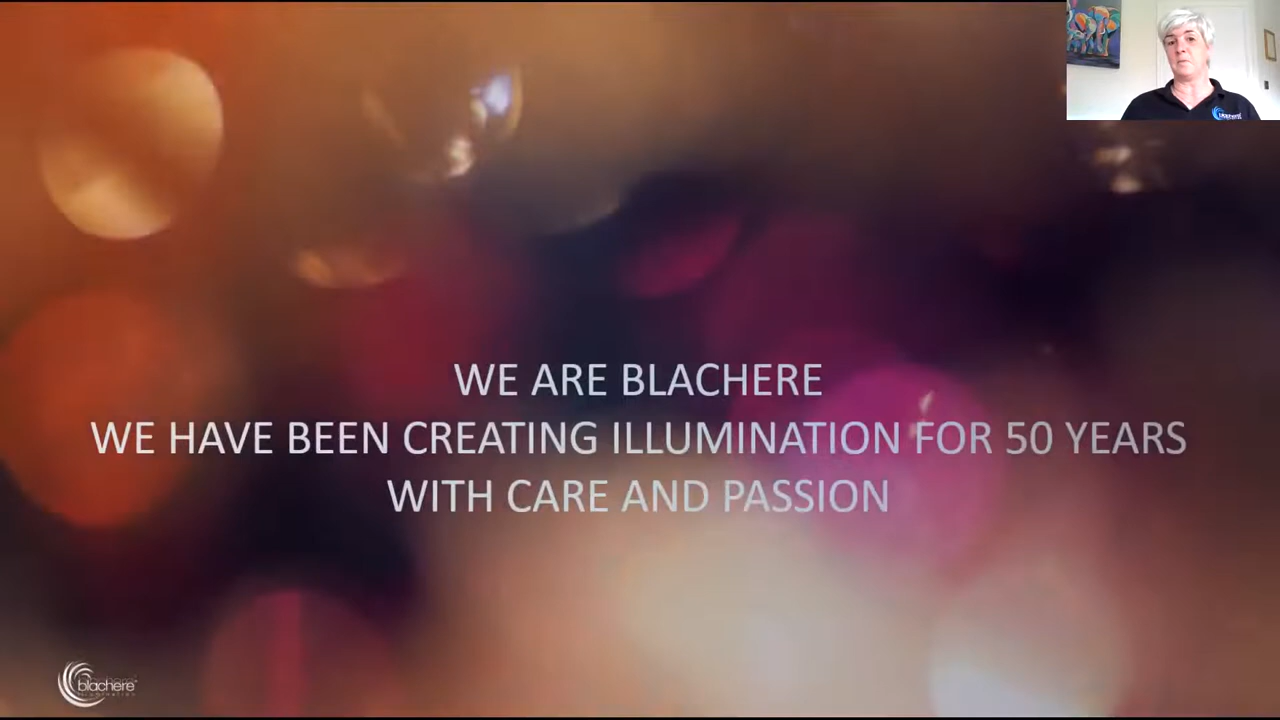 WE ARE BLACHERE
WE HAVE BEEN CREATING ILLUMINATION FOR 50 YEARS
WITH CARE AND PASSION
blachere